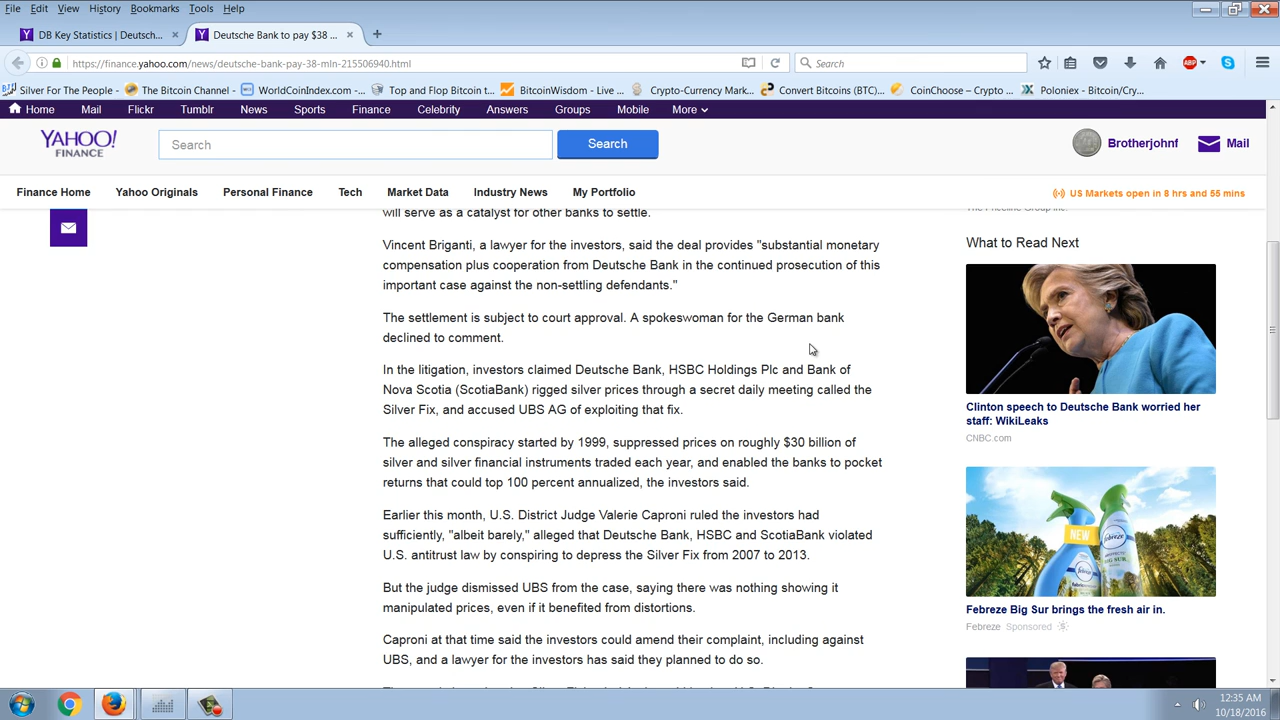 File Edit View History Bookmarks Tools Help
DB Key Statistics | Deutsch... × Deutsche Bank to pay $38 ... × +
https://finance.yahoo.com/news/deutsche-bank-pay-38-mln-215506940.html Search
Silver For The People - The Bitcoin Channel - WorldCoinIndex.com - ... Top and Flop Bitcoin t... BitcoinWisdom - Live ... Crypto-Currency Mark... Convert Bitcoins (BTC)... CoinChoose – Crypto ... Poloniex - Bitcoin/Cry...
Home Mail Flickr Tumblr News Sports Finance Celebrity Answers Groups Mobile More
YAHOO! FINANCE Search Search Brotherjohnf Mail
Finance Home Yahoo Originals Personal Finance Tech Market Data Industry News My Portfolio US Markets open in 8 hrs and 55 mins
will serve as a catalyst for other banks to settle.
Vincent Briganti, a lawyer for the investors, said the deal provides "substantial monetary
compensation plus cooperation from Deutsche Bank in the continued prosecution of this
important case against the non-settling defendants."
The settlement is subject to court approval. A spokeswoman for the German bank
declined to comment.
In the litigation, investors claimed Deutsche Bank, HSBC Holdings Plc and Bank of
Nova Scotia (ScotiaBank) rigged silver prices through a secret daily meeting called the
Silver Fix, and accused UBS AG of exploiting that fix.
The alleged conspiracy started by 1999, suppressed prices on roughly $30 billion of
silver and silver financial instruments traded each year, and enabled the banks to pocket
returns that could top 100 percent annualized, the investors said.
Earlier this month, U.S. District Judge Valerie Caproni ruled the investors had
sufficiently, "albeit barely," alleged that Deutsche Bank, HSBC and ScotiaBank violated
U.S. antitrust law by conspiring to depress the Silver Fix from 2007 to 2013.
But the judge dismissed UBS from the case, saying there was nothing showing it
manipulated prices, even if it benefited from distortions.
Caproni at that time said the investors could amend their complaint, including against
UBS, and a lawyer for the investors has said they planned to do so.
The Priceline Group Inc.
What to Read Next
Clinton speech to Deutsche Bank worried her
staff: WikiLeaks
CNBC.com
NEW
febreze
febreze
Febreze Big Sur brings the fresh air in.
Febreze Sponsored
12:35 AM
10/18/2016